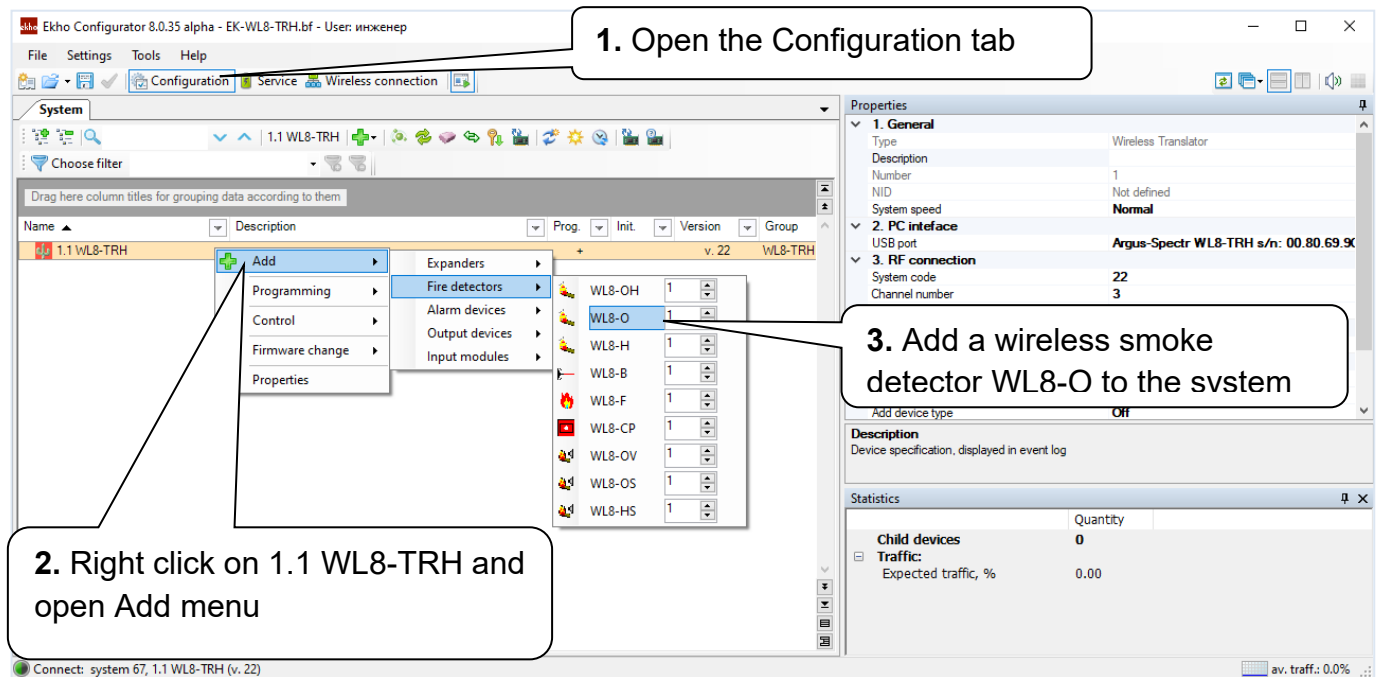 ekho Ekho Configurator 8.0.35 alpha - EK-WL8-TRH.bf - User: инженер
1. Open the Configuration tab
File Settings Tools Help
Configuration Service Wireless connection
System
Properties
1.1 WL8-TRH
Choose filter
Drag here column titles for grouping data according to them
Name Description Prog. Init. Version Group
1.1 WL8-TRH + v. 22 WL8-TRH
Add
Programming
Control
Firmware change
Properties
Expanders
Fire detectors
Alarm devices
Output devices
Input modules
WL8-OH 1
WL8-O 1
WL8-H 1
WL8-B 1
WL8-F 1
WL8-CP 1
WL8-OV 1
WL8-OS 1
WL8-HS 1
1. General
Type Wireless Translator
Description
Number 1
NID Not defined
System speed Normal
2. PC inteface
USB port Argus-Spectr WL8-TRH s/n: 00.80.69.9(
3. RF connection
System code 22
Channel number 3
3. Add a wireless smoke
detector WL8-O to the system
Add device type Off
Description
Device specification, displayed in event log
Statistics
Quantity
Child devices 0
Traffic:
Expected traffic, % 0.00
2. Right click on 1.1 WL8-TRH and
open Add menu
Connect: system 67, 1.1 WL8-TRH (v. 22)
av. traff.: 0.0%